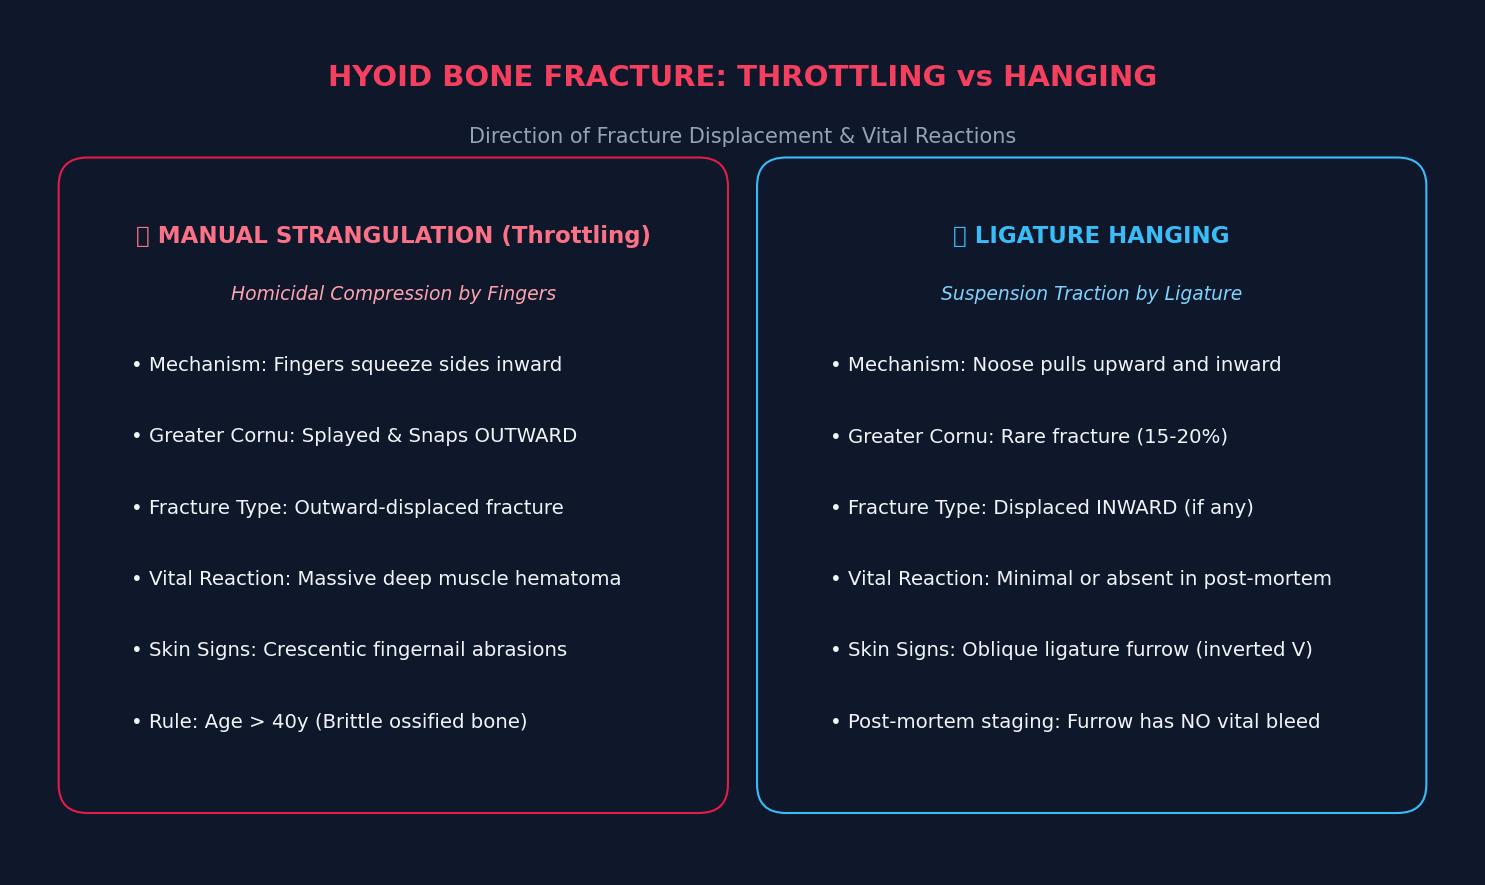 HYOID BONE FRACTURE: THROTTLING vs HANGING
Direction of Fracture Displacement & Vital Reactions
MANUAL STRANGULATION (Throttling)
Homicidal Compression by Fingers
• Mechanism: Fingers squeeze sides inward
• Greater Cornu: Splayed & Snaps OUTWARD
• Fracture Type: Outward-displaced fracture
• Vital Reaction: Massive deep muscle hematoma
• Skin Signs: Crescentic fingernail abrasions
• Rule: Age > 40y (Brittle ossified bone)
LIGATURE HANGING
Suspension Traction by Ligature
• Mechanism: Noose pulls upward and inward
• Greater Cornu: Rare fracture (15-20%)
• Fracture Type: Displaced INWARD (if any)
• Vital Reaction: Minimal or absent in post-mortem
• Skin Signs: Oblique ligature furrow (inverted V)
• Post-mortem staging: Furrow has NO vital bleed